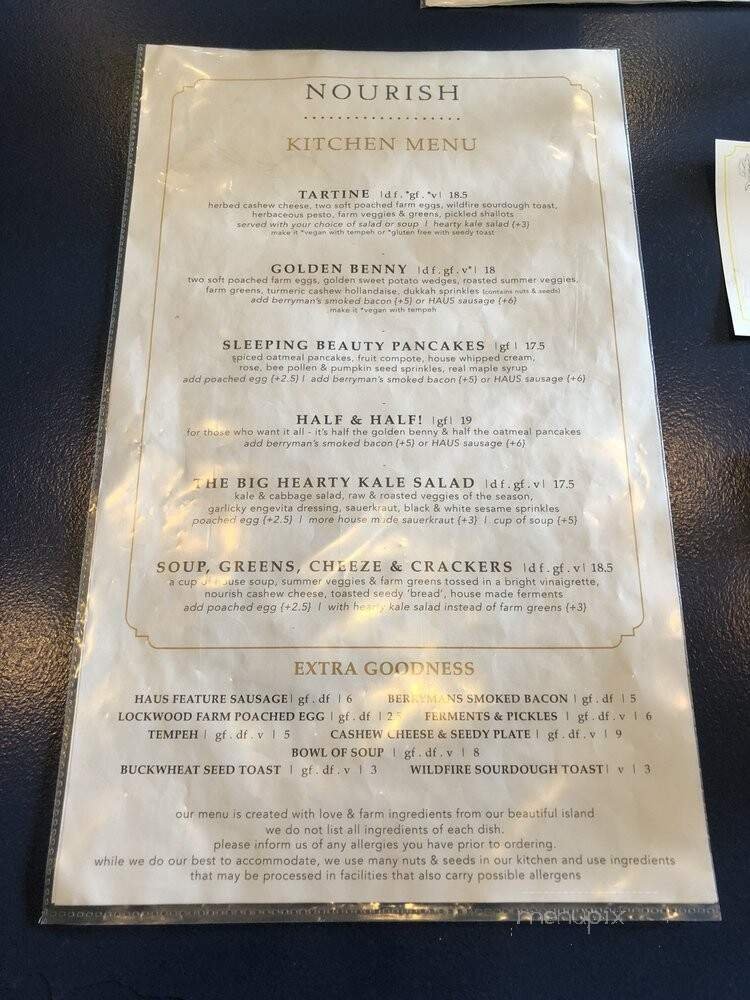 NOURISH
KITCHEN MENU
TARTINE |df.*gf.*v| 18.5
herbed cashew cheese, two soft poached farm eggs, wildfire sourdough toast,
herbaceous pesto, farm veggies & greens, pickled shallots
served with your choice of salad or soup | hearty kale salad {+3}
make it *vegan with tempeh or *gluten free with seedy toast
-
GOLDEN BENNY |df.gf.v*| 18
two soft poached farm eggs, golden sweet potato wedges, roasted summer veggies,
farm greens, turmeric cashew hollandaise, dukkah sprinkles {contains nuts & seeds}
add berryman's smoked bacon {+5} or HAUS sausage {+6}
make it *vegan with tempeh
-
SLEEPING BEAUTY PANCAKES |gf| 17.5
spiced oatmeal pancakes, fruit compote, house whipped cream,
rose, bee pollen & pumpkin seed sprinkles, real maple syrup
add poached egg {+2.5} | add berryman's smoked bacon {+5} or HAUS sausage {+6}
-
HALF & HALF! |gf| 19
for those who want it all - it's half the golden benny & half the oatmeal pancakes
add berryman's smoked bacon {+5} or HAUS sausage {+6}
-
THE BIG HEARTY KALE SALAD |df.gf.v| 17.5
kale & cabbage salad, raw & roasted veggies of the season,
garlicky engevita dressing, sauerkraut, black & white sesame sprinkles
poached egg {+2.5} | more house made sauerkraut {+3} | cup of soup {+5}
-
SOUP, GREENS, CHEEZE & CRACKERS |df.gf.v| 18.5
a cup of house soup, summer veggies & farm greens tossed in a bright vinaigrette,
nourish cashew cheese, toasted seedy 'bread', house made ferments
add poached egg {+2.5} | with hearty kale salad instead of farm greens {+3}
EXTRA GOODNESS
HAUS FEATURE SAUSAGE| gf.df | 6 BERRYMANS SMOKED BACON | gf.df | 5
LOCKWOOD FARM POACHED EGG | gf.df | 2.5 FERMENTS & PICKLES | gf.df.v | 6
TEMPEH | gf.df.v | 5 CASHEW CHEESE & SEEDY PLATE | gf.df.v | 9
BOWL OF SOUP | gf.df.v | 8
BUCKWHEAT SEED TOAST | gf.df.v | 3 WILDFIRE SOURDOUGH TOAST| v | 3
our menu is created with love & farm ingredients from our beautiful island
we do not list all ingredients of each dish.
please inform us of any allergies you have prior to ordering.
while we do our best to accommodate, we use many nuts & seeds in our kitchen and use ingredients
that may be processed in facilities that also carry possible allergens
menupix